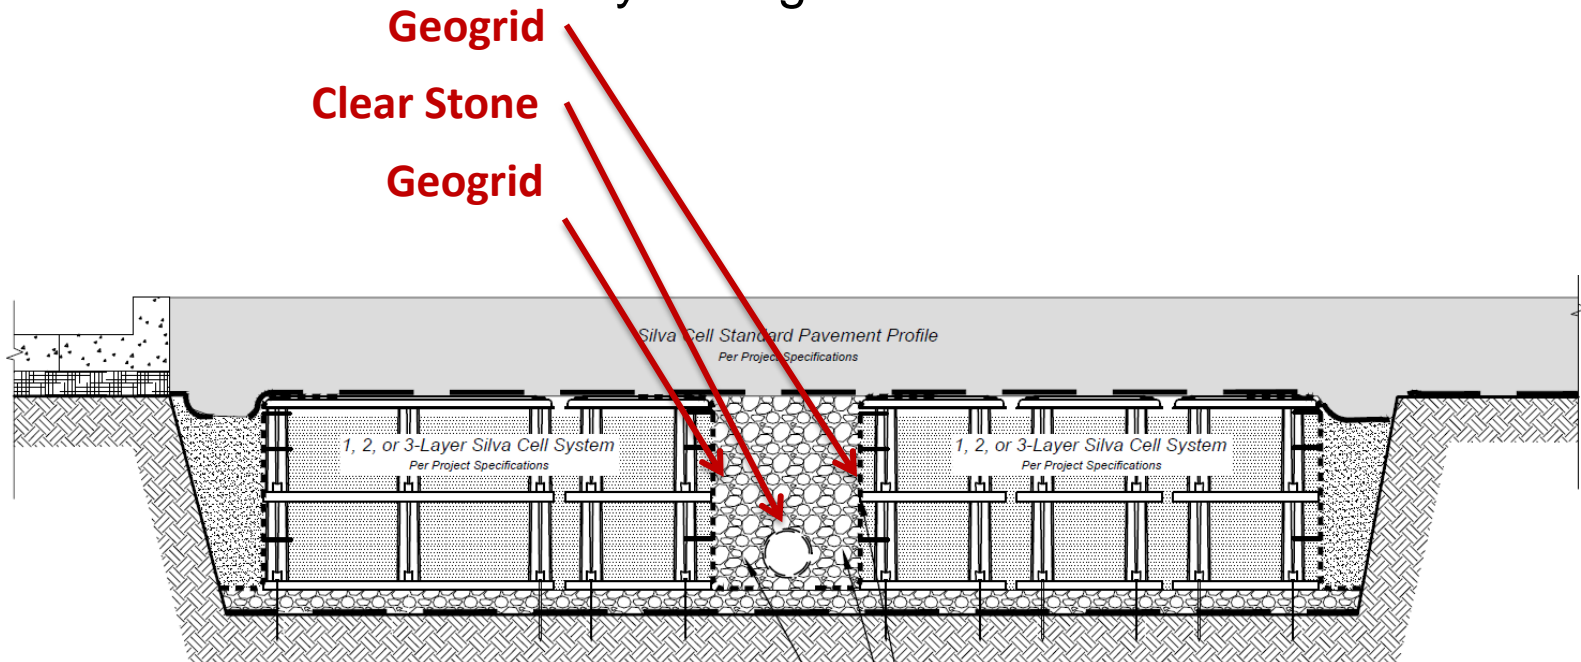 Geogrid
Clear Stone
Geogrid
Silva Cell Standard Pavement Profile
Per Project Specifications
1, 2, or 3-Layer Silva Cell System
Per Project Specifications
1, 2, or 3-Layer Silva Cell System
Per Project Specifications